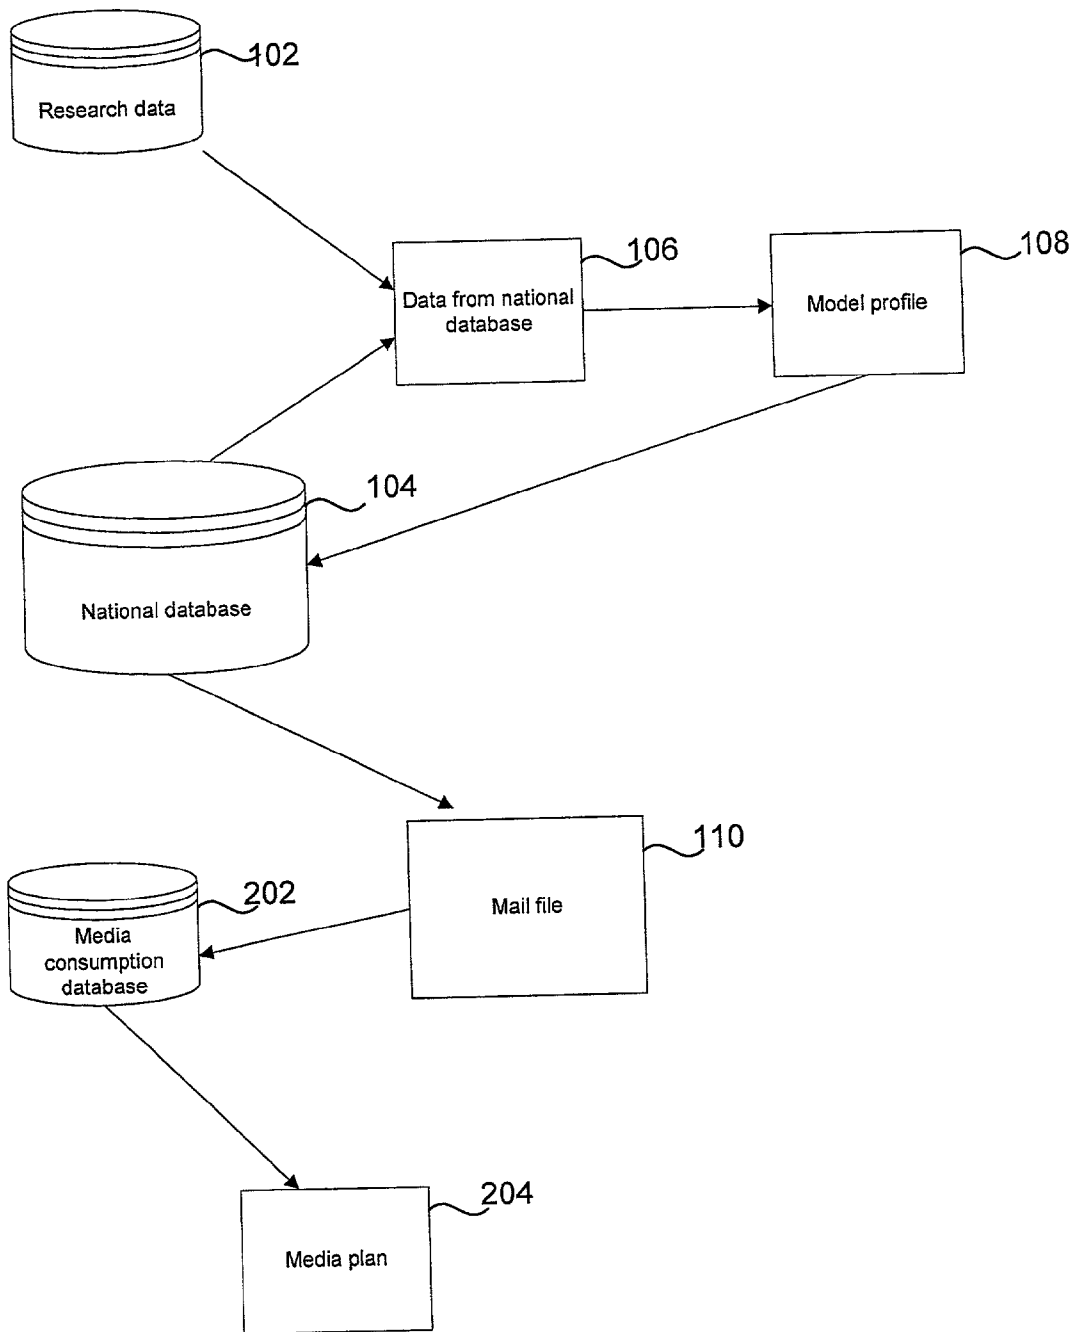 102
Research data
106
108
Data from national
database
Model profile
104
National database
110
202
Mail file
Media
consumption
database
204
Media plan